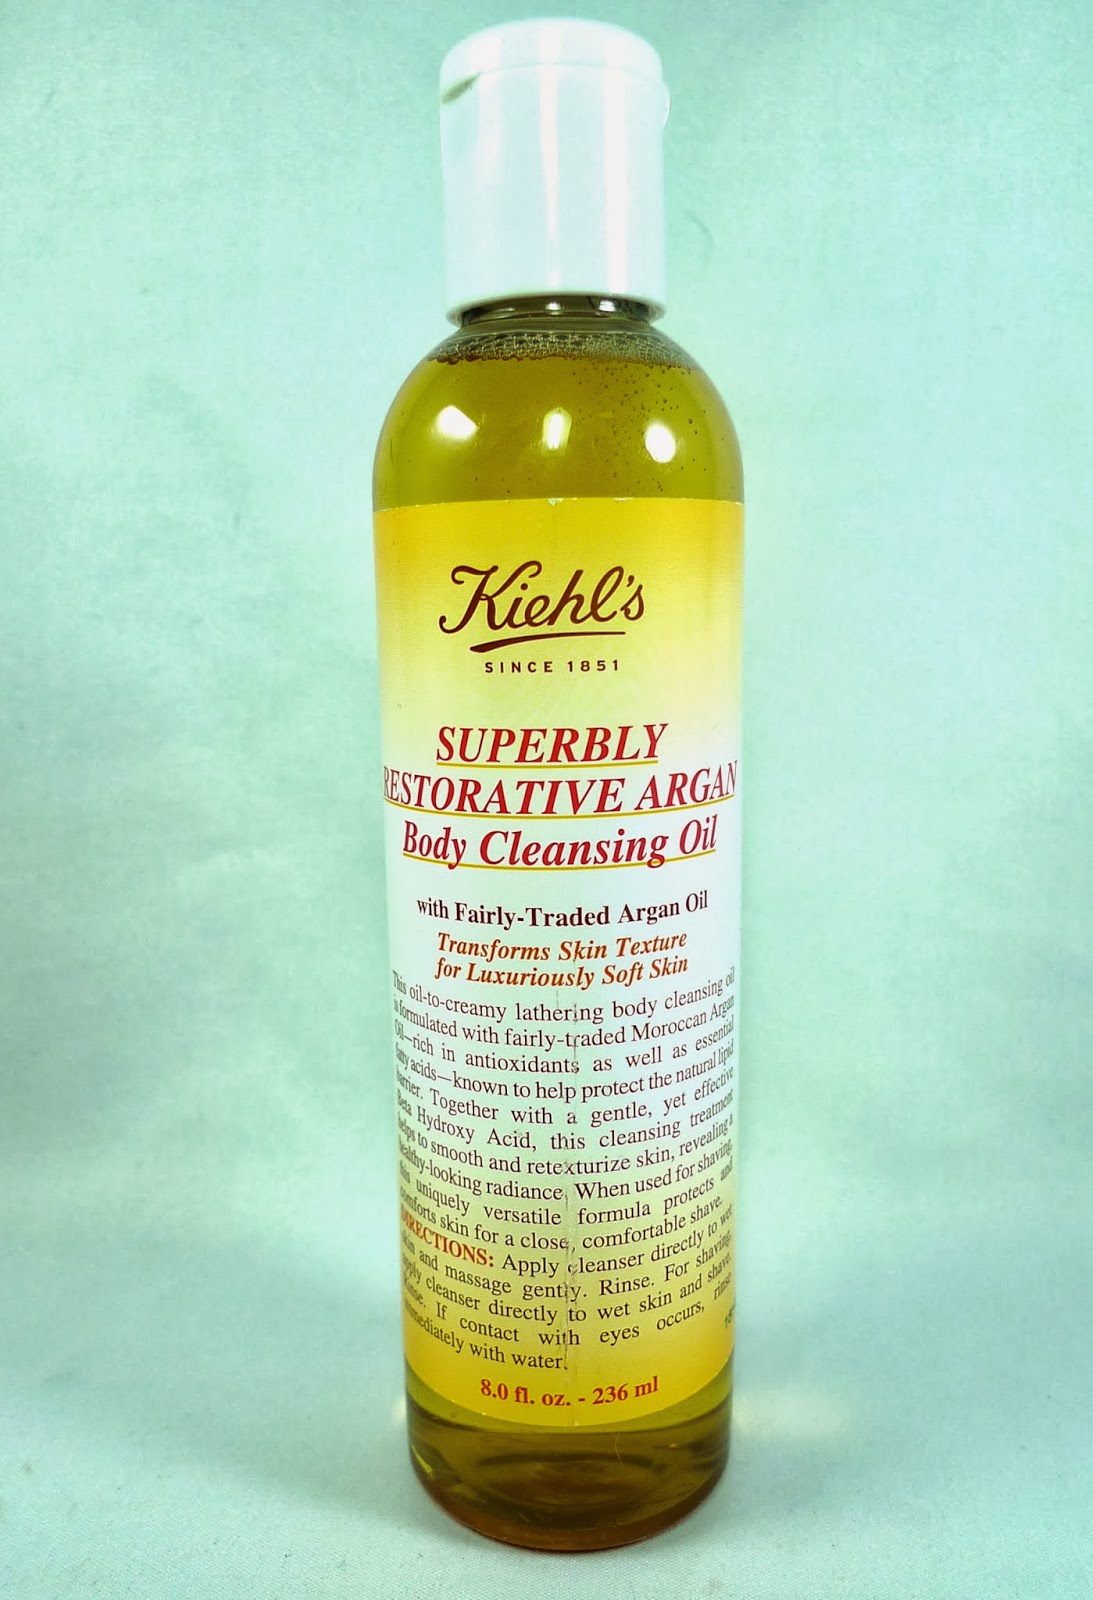 Kiehl's
SINCE 1851
SUPERBLY
RESTORATIVE ARGAN
Body Cleansing Oil
with Fairly-Traded Argan Oil
Transforms Skin Texture
for Luxuriously Soft Skin
This oil-to-creamy lathering body cleansing oil
is formulated with fairly-traded Moroccan Argan
Oil—rich in antioxidants as well as essential
fatty acids—known to help protect the natural lipid
barrier. Together with a gentle, yet effective
Beta Hydroxy Acid, this cleansing treatment
helps to smooth and retexturize skin, revealing a
healthy-looking radiance. When used for shaving,
this uniquely versatile formula protects and
comforts skin for a close, comfortable shave.
DIRECTIONS: Apply cleanser directly to wet
skin and massage gently. Rinse. For shaving,
apply cleanser directly to wet skin and shave.
Rinse. If contact with eyes occurs, rinse
immediately with water.
8.0 fl. oz. - 236 ml